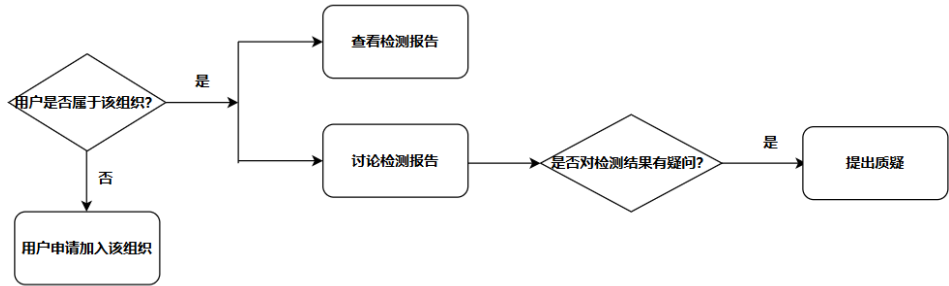 查看检测报告
是
用户是否属于该组织？
讨论检测报告
是否对检测结果有疑问？
是
提出质疑
否
用户申请加入该组织